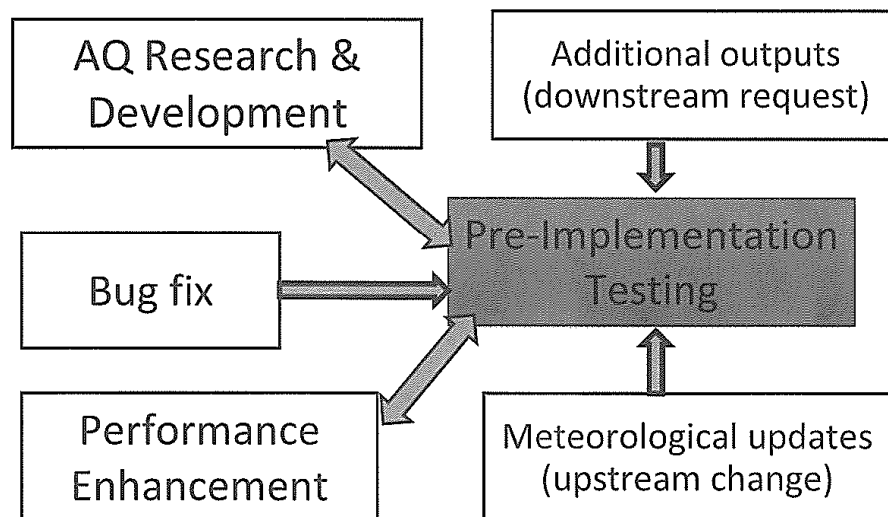 AQ Research &
Development
Additional outputs
(downstream request)
Pre-Implementation
Testing
Bug fix
Performance
Enhancement
Meteorological updates
(upstream change)